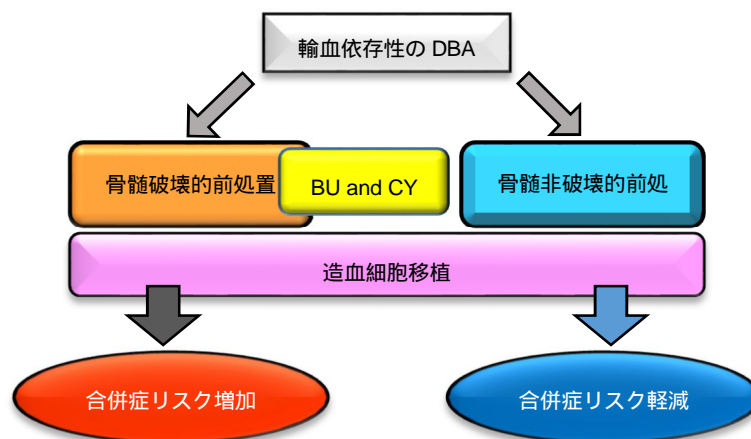 輸血依存性の DBA
骨髄破壊的前処置
BU and CY
骨髄非破壊的前処
造血細胞移植
合併症リスク増加
合併症リスク軽減